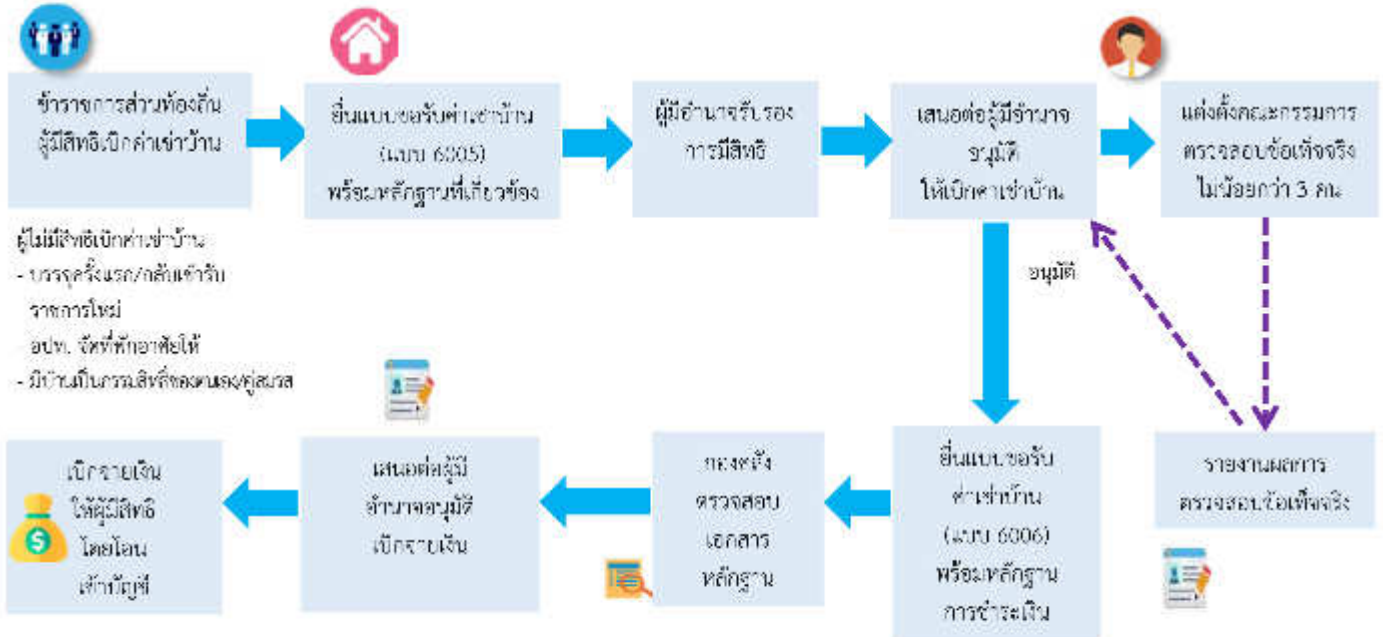 ข้าราชการส่วนท้องถิ่น
ผู้มีสิทธิเบิกค่าเช่าบ้าน
ยื่นแบบขอรับค่าเช่าบ้าน
(แบบ 6005)
พร้อมหลักฐานที่เกี่ยวข้อง
ผู้มีอำนาจรับรอง
การมีสิทธิ
เสนอต่อผู้มีอำนาจ
อนุมัติ
ให้เบิกค่าเช่าบ้าน
แต่งตั้งคณะกรรมการ
ตรวจสอบข้อเท็จจริง
ไม่น้อยกว่า 3 คน
ผู้ไม่มีสิทธิเบิกค่าเช่าบ้าน
- บรรจุครั้งแรก/กลับเข้ารับ
ราชการใหม่
- อปท. จัดที่พักอาศัยให้
- มีบ้านเป็นกรรมสิทธิ์ของตนเอง/คู่สมรส
อนุมัติ
รายงานผลการ
ตรวจสอบข้อเท็จจริง
ยื่นแบบขอรับ
ค่าเช่าบ้าน
(แบบ 6006)
พร้อมหลักฐาน
การชำระเงิน
กองคลัง
ตรวจสอบ
เอกสาร
หลักฐาน
เสนอต่อผู้มี
อำนาจอนุมัติ
เบิกจ่ายเงิน
เบิกจ่ายเงิน
ให้ผู้มีสิทธิ
โดยโอน
เข้าบัญชี